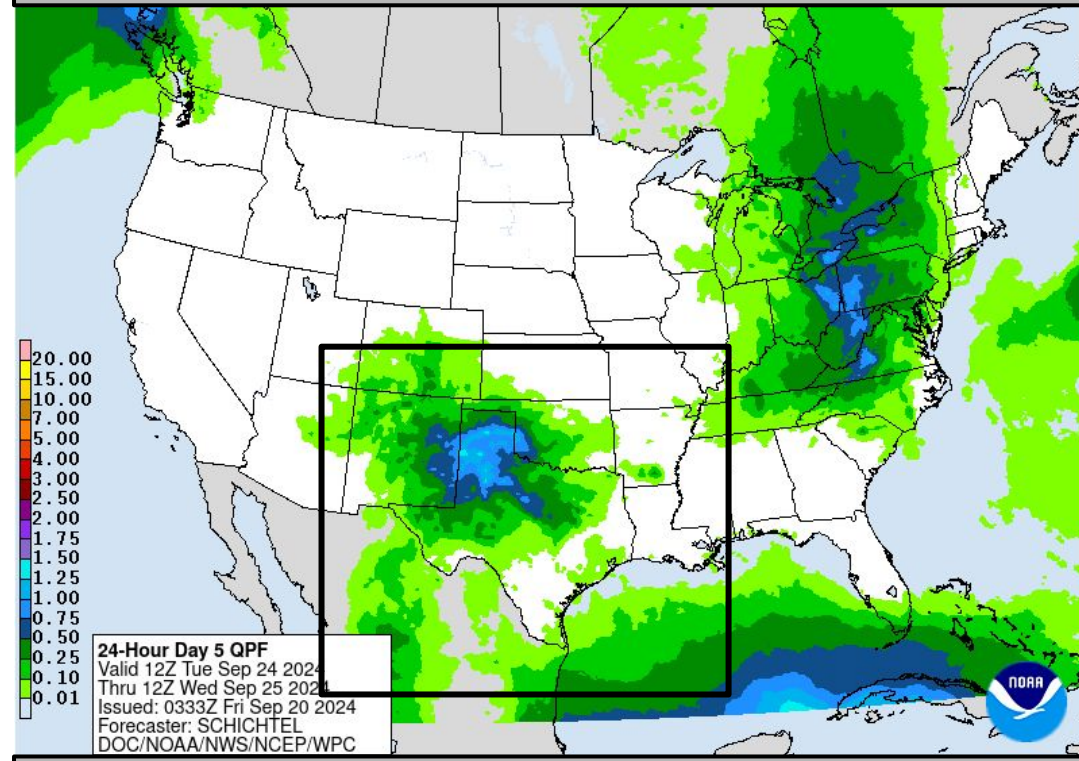 20.00
15.00
10.00
7.00
5.00
4.00
3.00
2.50
2.00
1.75
1.50
1.25
1.00
0.75
0.50
0.25
0.10
0.01
24-Hour Day 5 QPF
Valid 12Z Tue Sep 24 2024
Thru 12Z Wed Sep 25 2024
Issued: 0333Z Fri Sep 20 2024
Forecaster: SCHICHTEL
DOC/NOAA/NWS/NCEP/WPC
NOAA